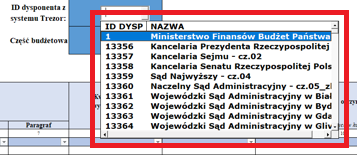 ID dysponenta z
systemu Trezor:
Część budżetowa
ID DYSP NAZWA
1 Ministerstwo Finansów Budżet Państwa
13356 Kancelaria Prezydenta Rzeczypospolitej
13357 Kancelaria Sejmu - cz.02
13358 Kancelaria Senatu Rzeczypospolitej Pols
13359 Sąd Najwyższy - cz.04
13360 Naczelny Sąd Administracyjny - cz.05_zł
13361 Wojewódzki Sąd Administracyjny w Biał
13362 Wojewódzki Sąd Administracyjny w Byd
13363 Wojewódzki Sąd Administracyjny w Gda
13364 Wojewódzki Sąd Administracyjny w Gliw
Paragraf
?